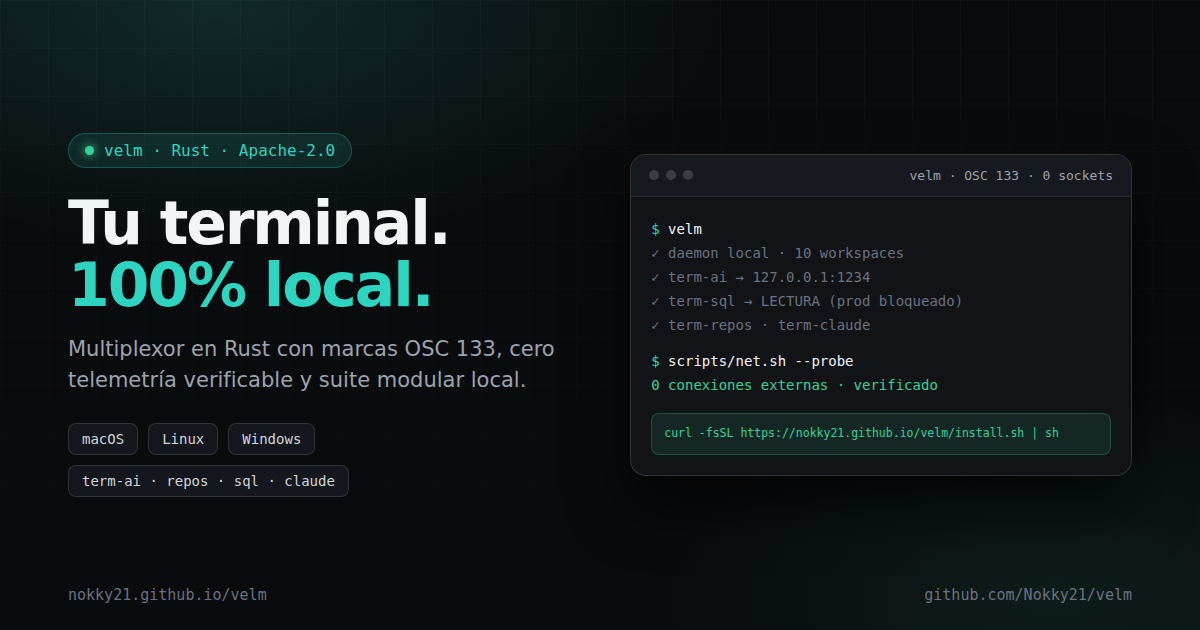 velm · Rust · Apache-2.0
Tu terminal.
100% local.
Multiplexor en Rust con marcas OSC 133, cero
telemetría verificable y suite modular local.
macOS
Linux
Windows
term-ai · repos · sql · claude
velm · OSC 133 · 0 sockets
$ velm
✓ daemon local · 10 workspaces
✓ term-ai → 127.0.0.1:1234
✓ term-sql → LECTURA (prod bloqueado)
✓ term-repos · term-claude
$ scripts/net.sh --probe
0 conexiones externas · verificado
curl -fsSL https://nokky21.github.io/velm/install.sh | sh
nokky21.github.io/velm
github.com/Nokky21/velm